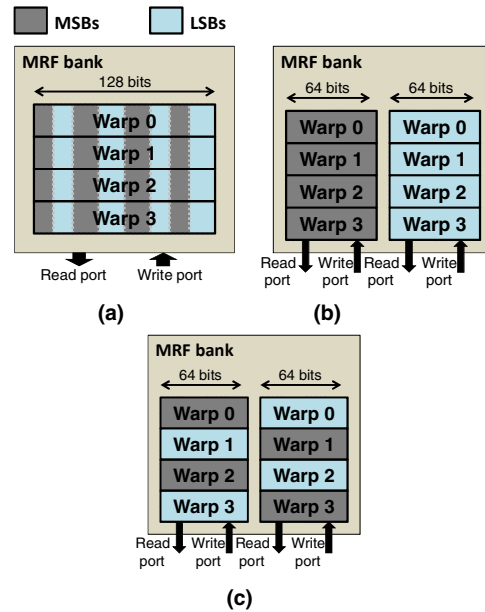 MSBs LSBs
MRF bank
128 bits
Warp 0
Warp 1
Warp 2
Warp 3
Read port Write port
(a)
MRF bank
64 bits 64 bits
Warp 0 Warp 0
Warp 1 Warp 1
Warp 2 Warp 2
Warp 3 Warp 3
Read Write Read Write
port port port port
(b)
MRF bank
64 bits 64 bits
Warp 0 Warp 0
Warp 1 Warp 1
Warp 2 Warp 2
Warp 3 Warp 3
Read Write Read Write
port port port port
(c)